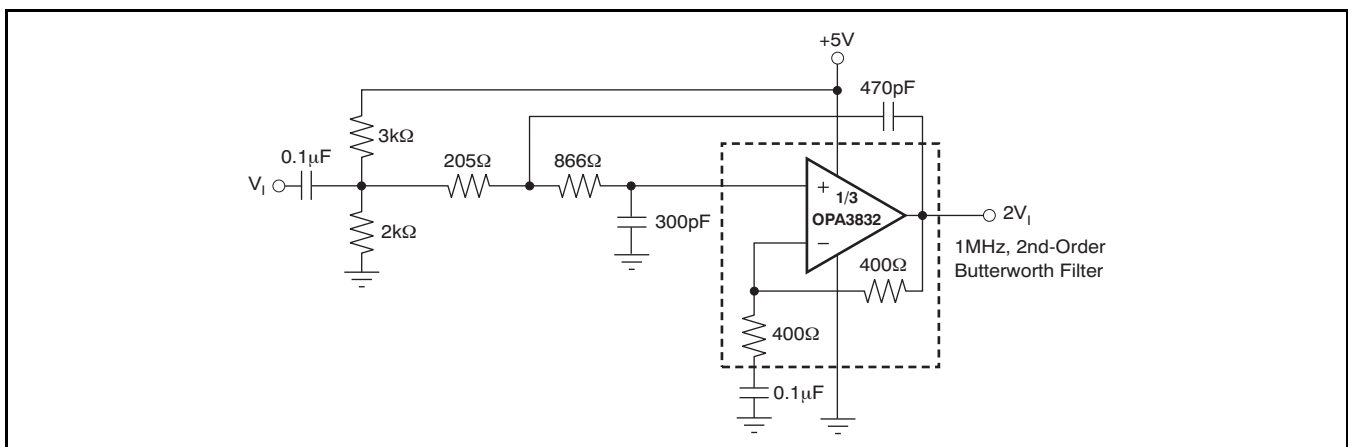 +5V
470pF
3kΩ
0.1μF
205Ω
866Ω
V_I
+
1/3
OPA3832
2V_I
300pF
2kΩ
−
1MHz, 2nd-Order
Butterworth Filter
400Ω
400Ω
0.1μF